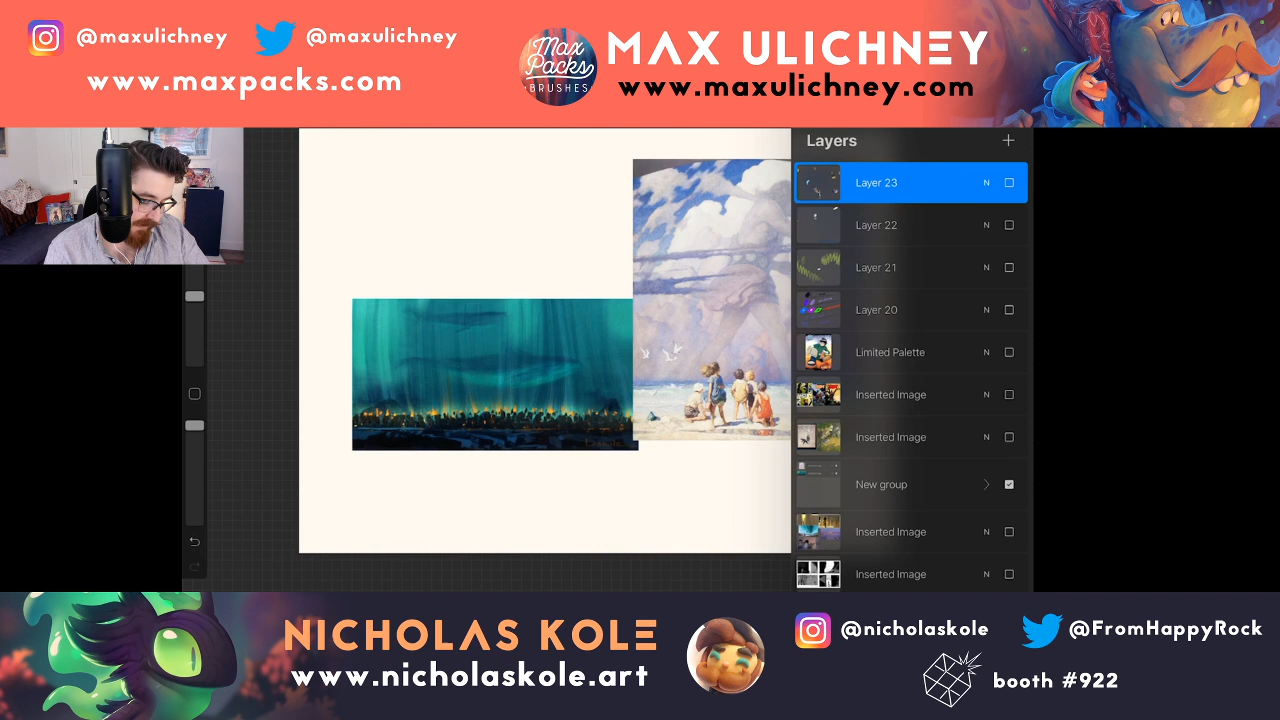 @maxulichney
@maxulichney
www.maxpacks.com
Max
Packs
BRUSHES
MAX ULICHNEY
www.maxulichney.com
Layers
Layer 23 N
Layer 22 N
Layer 21 N
Layer 20 N
Limited Palette N
Inserted Image N
Inserted Image N
New group
Inserted Image N
Inserted Image N
NICHOLAS KOLE
www.nicholaskole.art
@nicholaskole
@FromHappyRock
booth #922